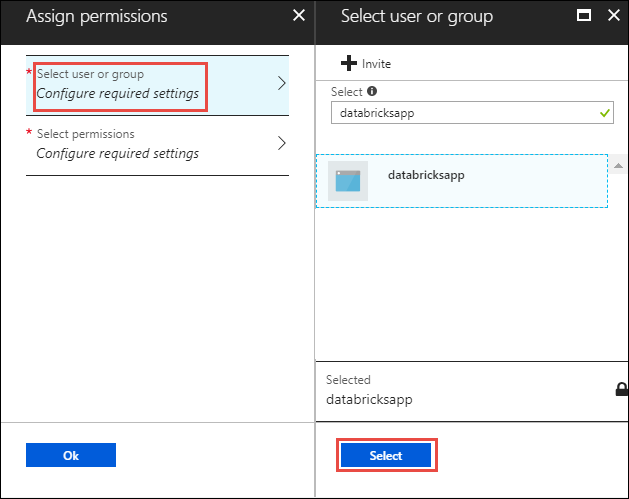 Assign permissions
* Select user or group
Configure required settings
* Select permissions
Configure required settings
Ok
Select user or group
Invite
Select
databricksapp
databricksapp
Selected
databricksapp
Select